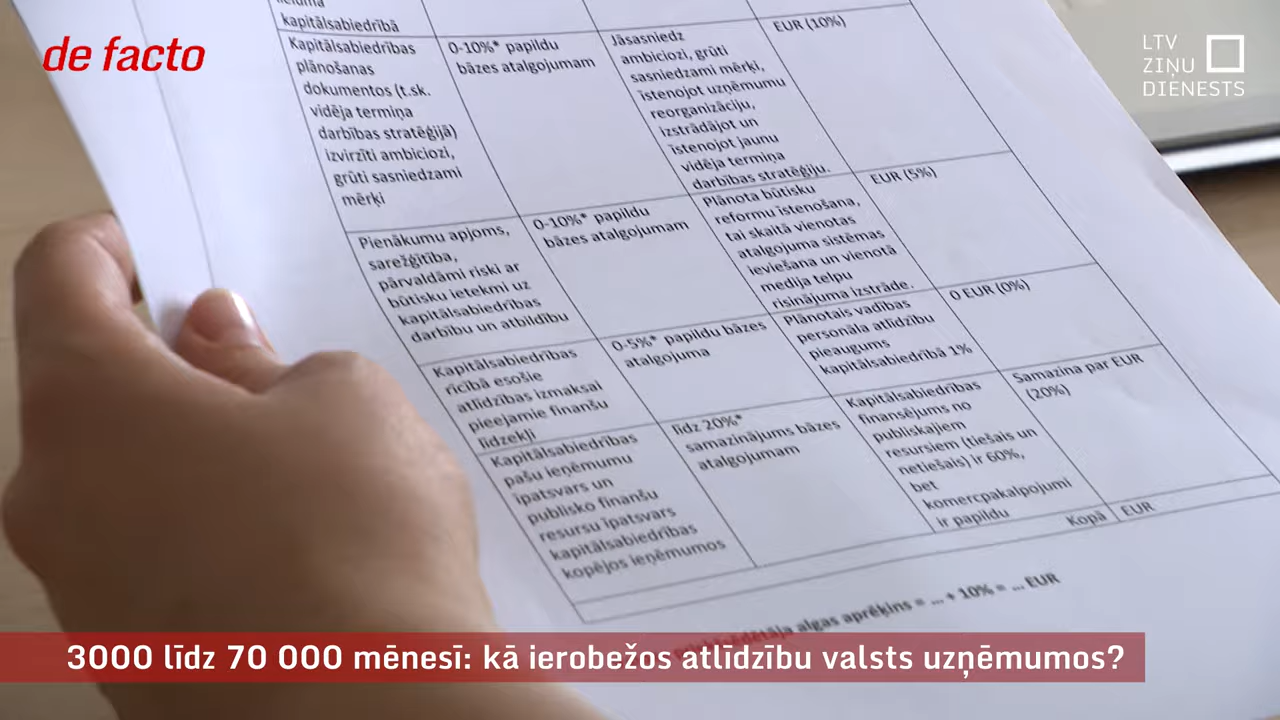 de facto
LTV
ZIŅU
DIENESTS
kapitālsabiedrībā
Kapitālsabiedrības
plānošanas
dokumentos (t.sk.
vidēja termiņa
darbības stratēģijā)
izvirzīti ambiciozi,
grūti sasniedzami
mērķi
0-10%* papildu
bāzes atalgojumam
Jāsasniedz
ambiciozi, grūti
sasniedzami mērķi,
īstenojot uzņēmumu
reorganizāciju,
izstrādājot un
īstenojot jaunu
vidēja termiņa
darbības stratēģiju.
EUR (10%)
Pienākumu apjoms,
sarežģītība,
pārvaldāmi riski ar
būtisku ietekmi uz
kapitālsabiedrības
darbību un atbildību
0-10%* papildu
bāzes atalgojumam
Plānota būtisku
reformu īstenošana,
tai skaitā vienotas
atalgojuma sistēmas
ieviešana un vienotā
medija telpu
risinājuma izstrāde.
EUR (5%)
Kapitālsabiedrības
rīcībā esošie
atlīdzības izmaksai
pieejamie finanšu
līdzekļi
0-5%* papildu bāzes
atalgojuma
Plānotais vadības
personāla atlīdzību
pieaugums
kapitālsabiedrībā 1%
0 EUR (0%)
Kapitālsabiedrības
pašu ieņēmumu
īpatsvars un
publisko finanšu
resursu īpatsvars
kapitālsabiedrības
kopējos ieņēmumos
līdz 20%*
samazinājums bāzes
atalgojumam
Kapitālsabiedrības
finansējums no
publiskajiem
resursiem (tiešais un
netiešais) ir 60%,
bet
komercpakalpojumi
ir papildu
Samazina par EUR
(20%)
Kopā
EUR
algas aprēķins = ... + 10% = ... EUR
3000 līdz 70 000 mēnesī: kā ierobežos atlīdzību valsts uzņēmumos?